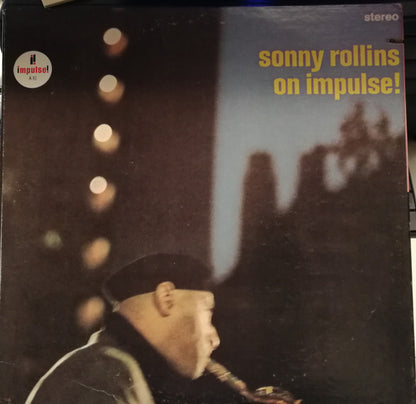 stereo
impulse!
sonny rollins
on impulse!